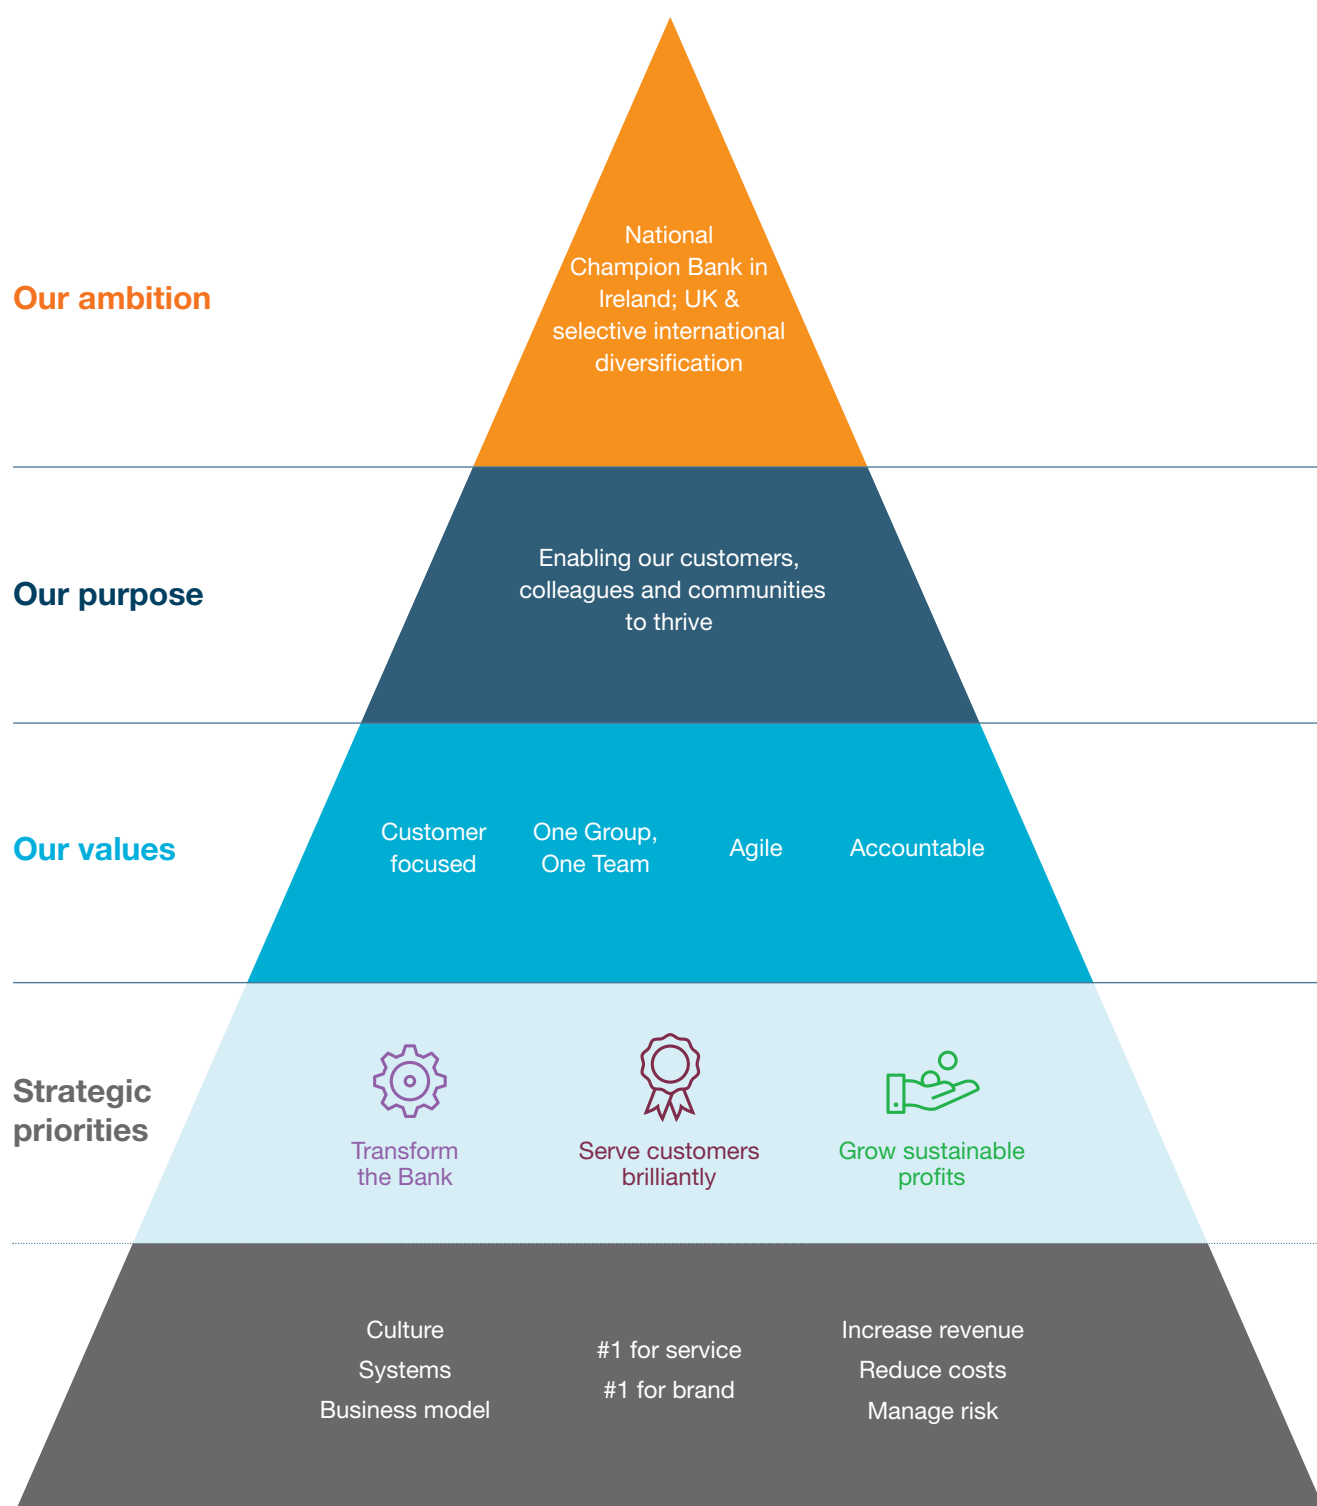 Our ambition
National
Champion Bank in
Ireland; UK &
selective international
diversification
Our purpose
Enabling our customers,
colleagues and communities
to thrive
Our values
Customer
focused
One Group,
One Team
Agile
Accountable
Strategic
priorities
Transform
the Bank
Serve customers
brilliantly
Grow sustainable
profits
Culture
Systems
Business model
#1 for service
#1 for brand
Increase revenue
Reduce costs
Manage risk